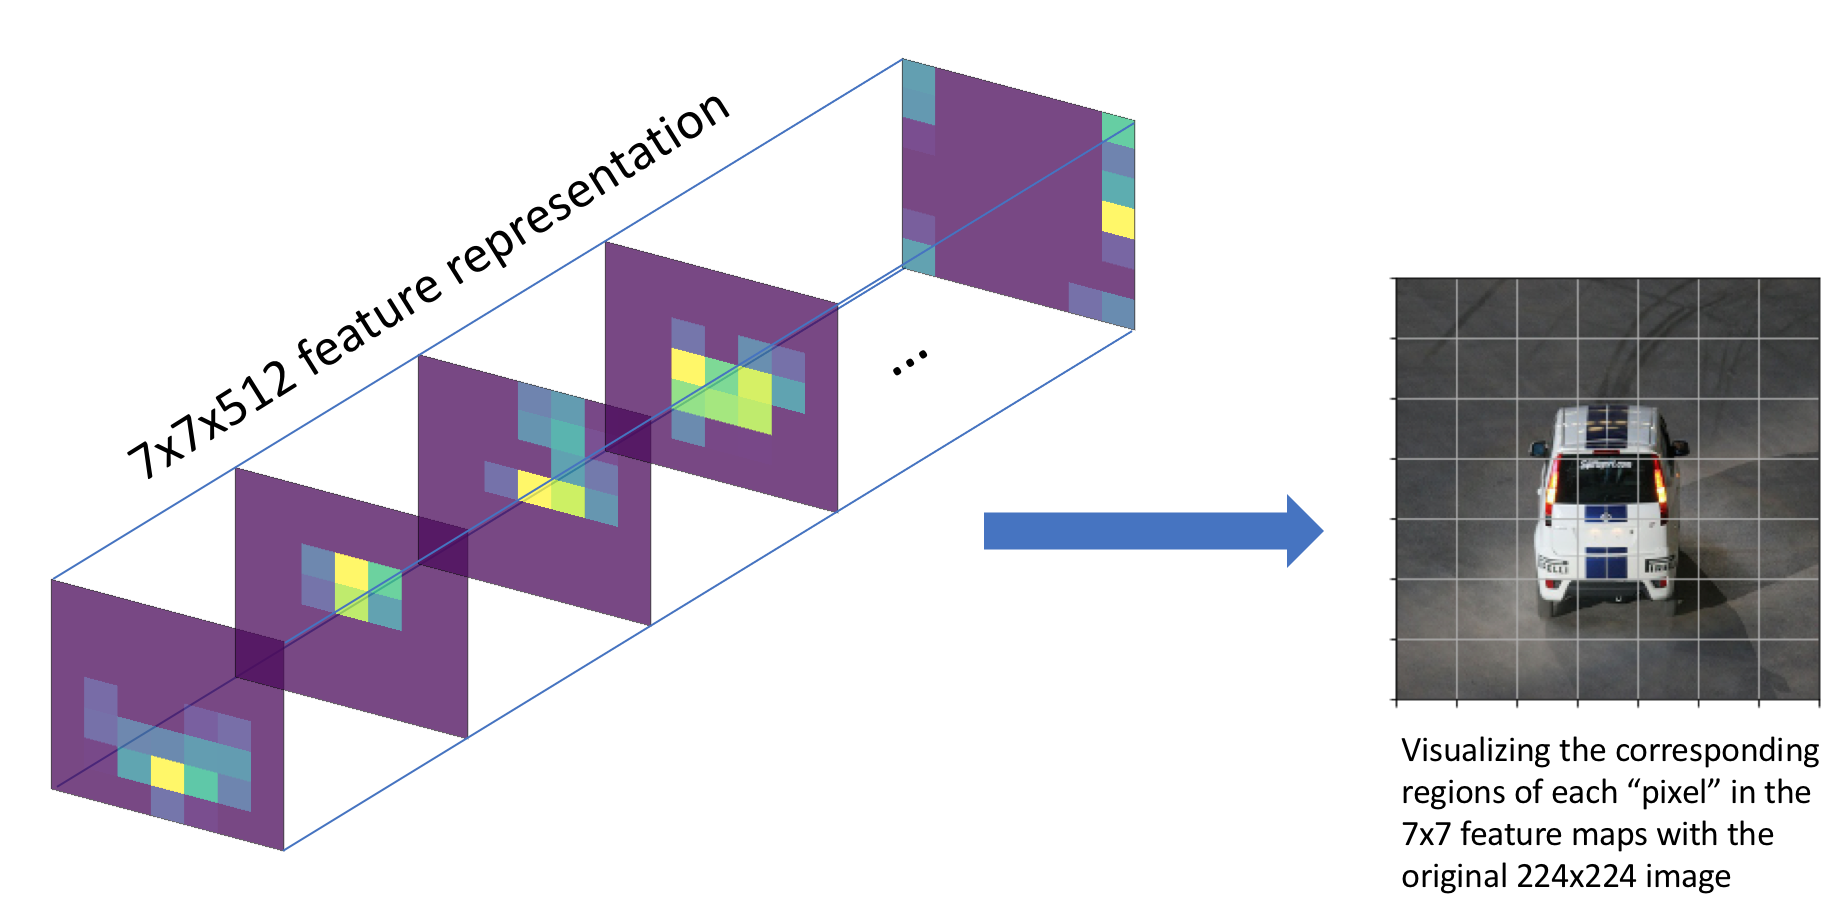 7x7x512 feature representation
...
Visualizing the corresponding
regions of each “pixel” in the
7x7 feature maps with the
original 224x224 image